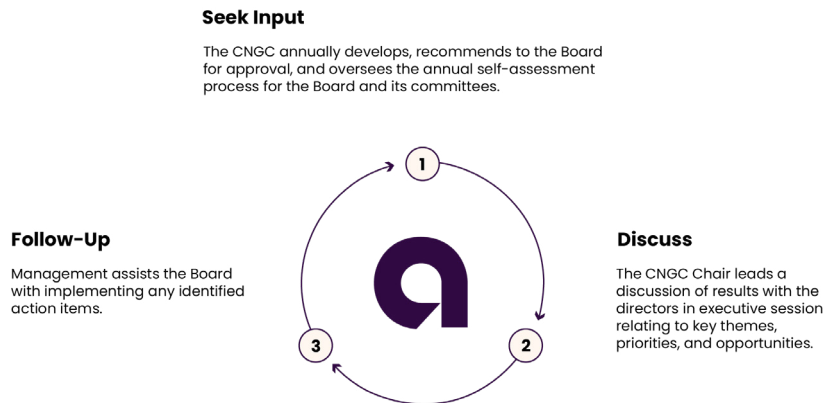 Seek Input
The CNGC annually develops, recommends to the Board
for approval, and oversees the annual self-assessment
process for the Board and its committees.
1
Follow-Up
Management assists the Board
with implementing any identified
action items.
Discuss
The CNGC Chair leads a
discussion of results with the
directors in executive session
relating to key themes,
priorities, and opportunities.
3
2